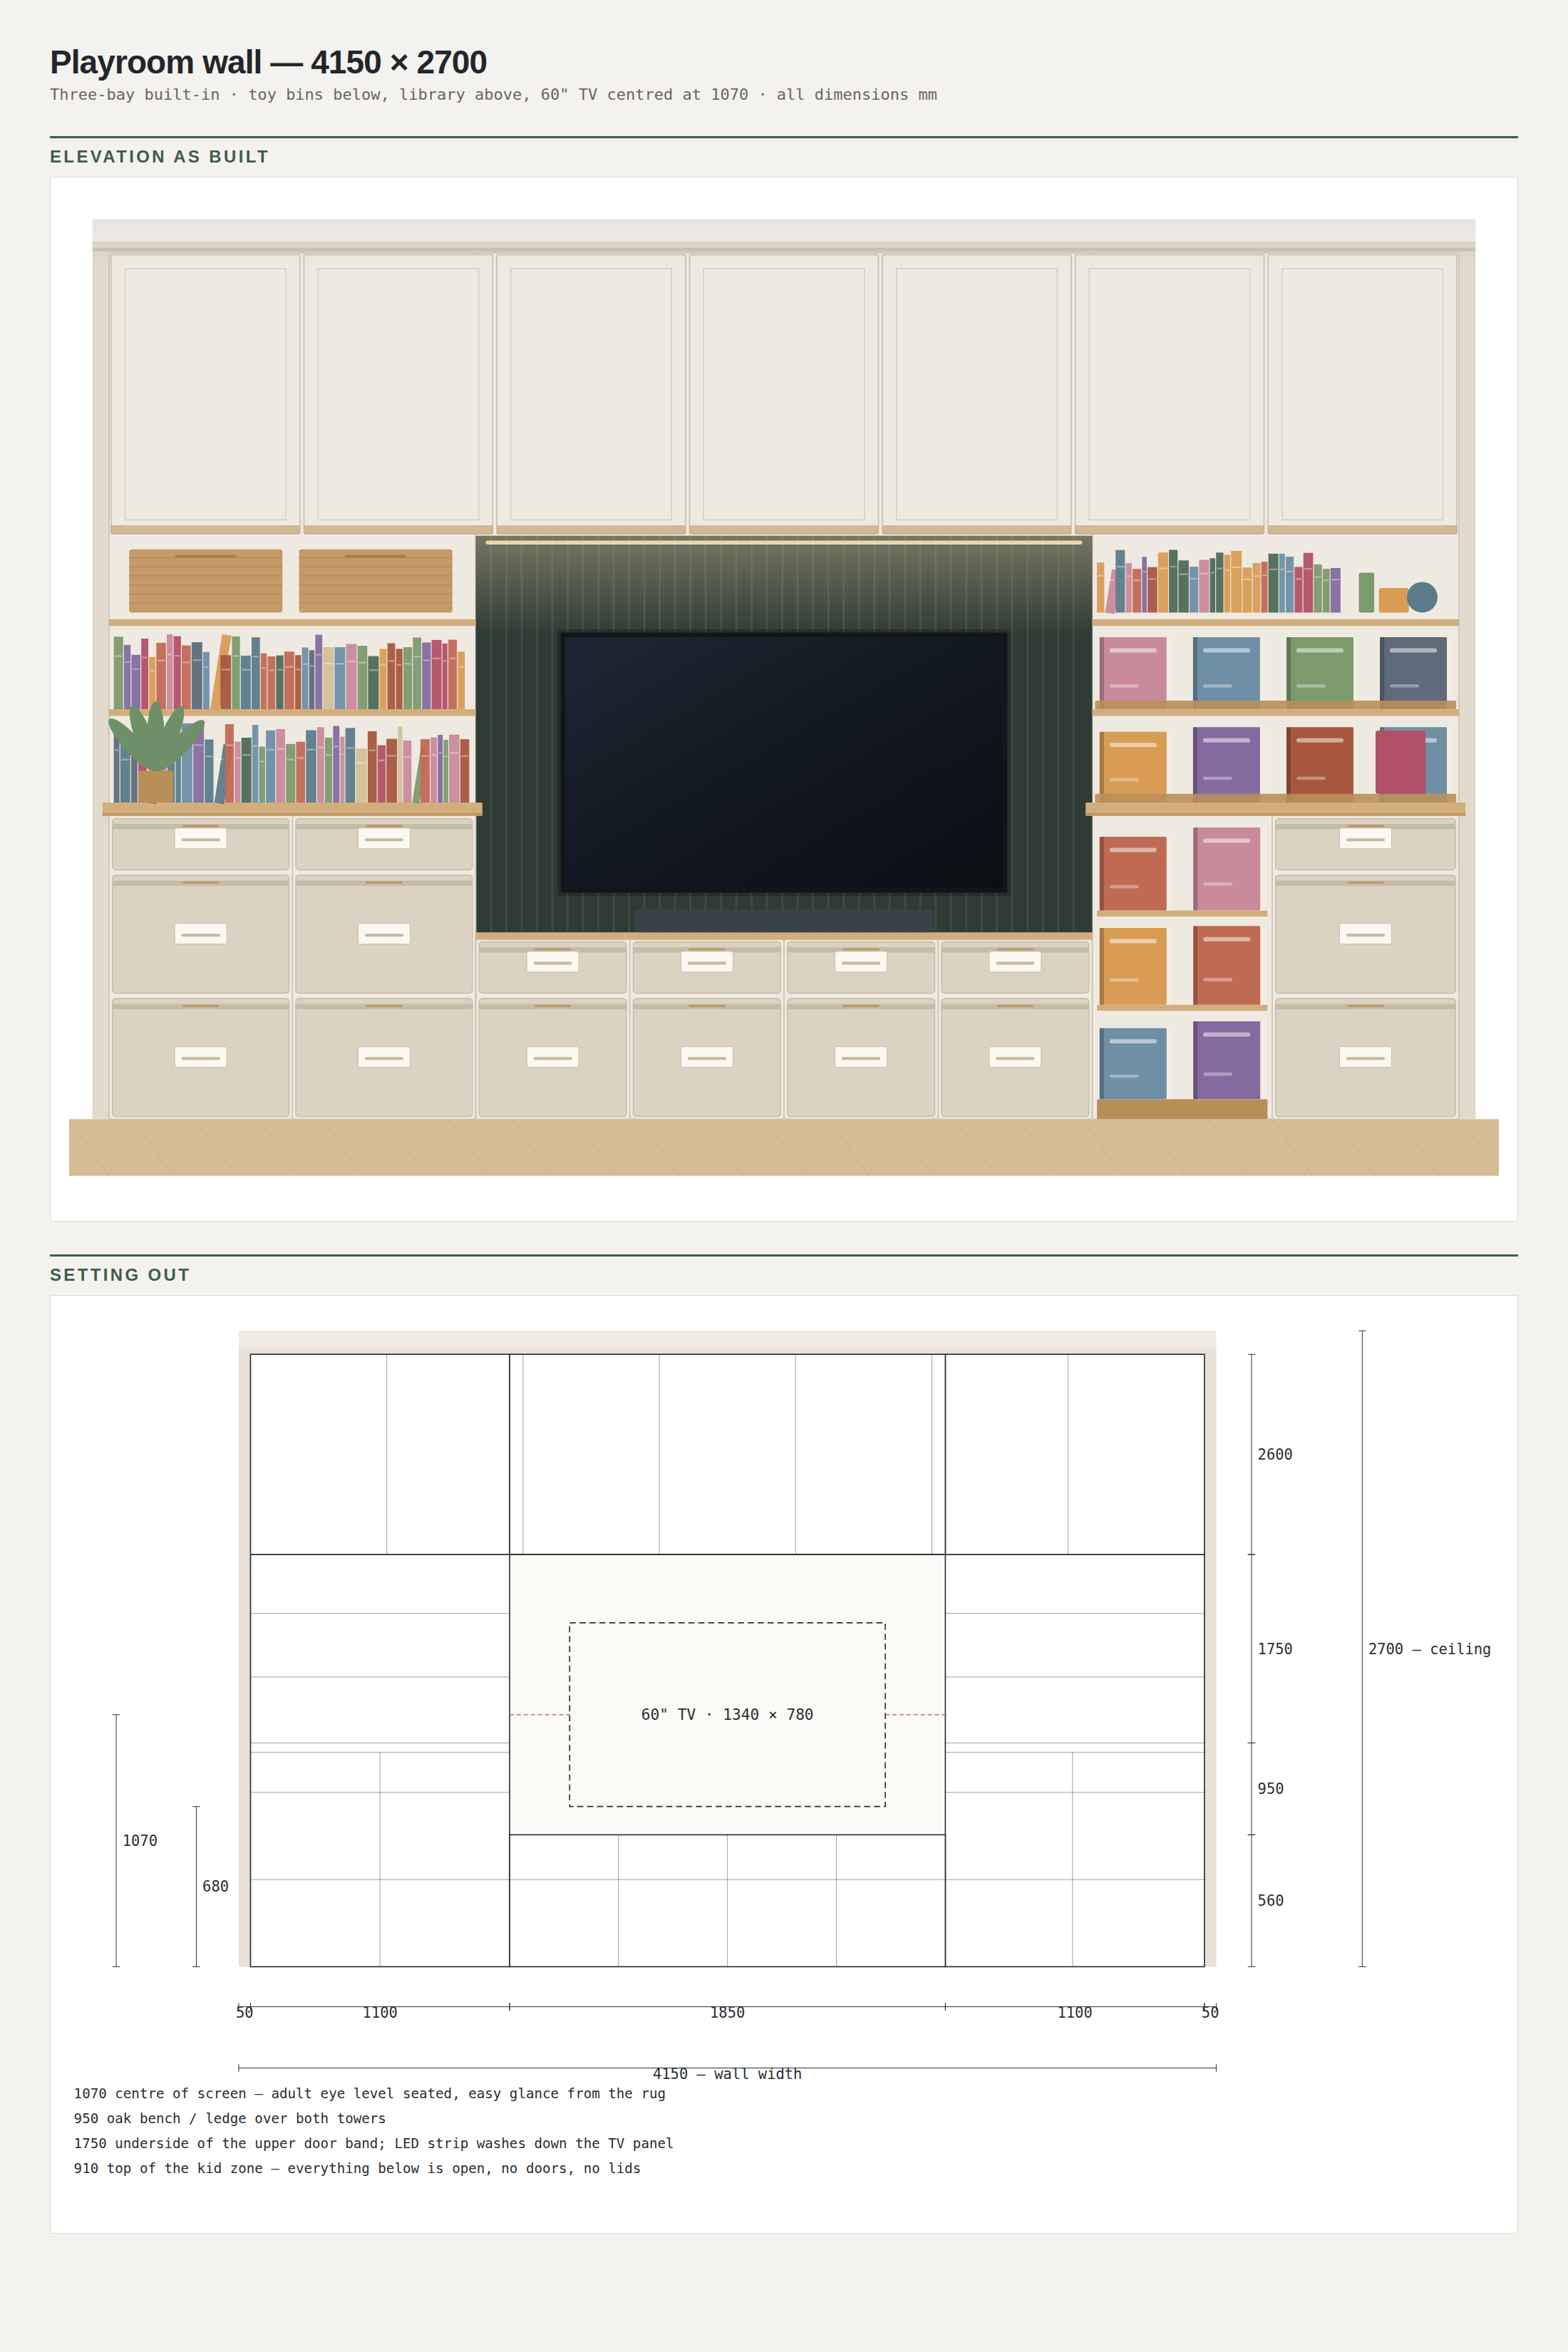 Playroom wall — 4150 × 2700
Three-bay built-in · toy bins below, library above, 60" TV centred at 1070 · all dimensions mm
ELEVATION AS BUILT
SETTING OUT
2600
1750
2700 — ceiling
60" TV · 1340 × 780
950
1070
680
560
50
1100
1850
1100
50
4150 — wall width
1070 centre of screen — adult eye level seated, easy glance from the rug
950 oak bench / ledge over both towers
1750 underside of the upper door band; LED strip washes down the TV panel
910 top of the kid zone — everything below is open, no doors, no lids